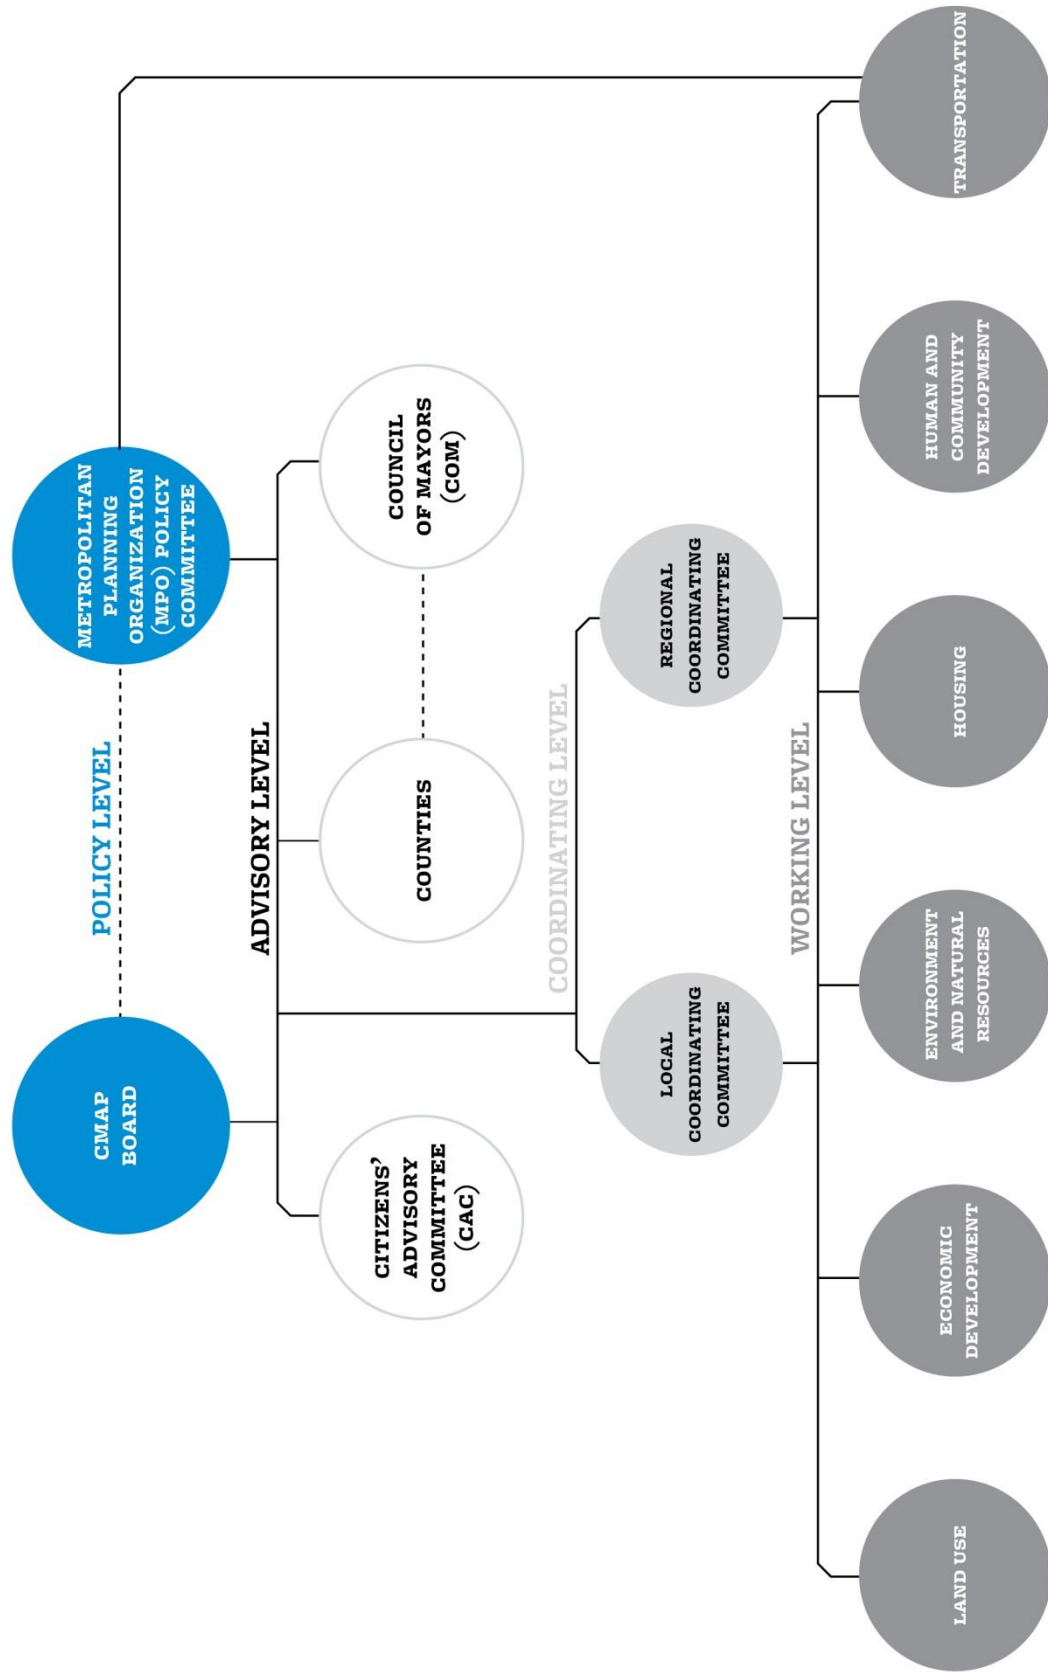 POLICY LEVEL
CMAP
BOARD
METROPOLITAN
PLANNING
ORGANIZATION
(MPO) POLICY
COMMITTEE
ADVISORY LEVEL
CITIZENS’
ADVISORY
COMMITTEE
(CAC)
COUNTIES
COUNCIL
OF MAYORS
(COM)
COORDINATING LEVEL
LOCAL
COORDINATING
COMMITTEE
REGIONAL
COORDINATING
COMMITTEE
WORKING LEVEL
LAND USE
ECONOMIC
DEVELOPMENT
ENVIRONMENT
AND NATURAL
RESOURCES
HOUSING
HUMAN AND
COMMUNITY
DEVELOPMENT
TRANSPORTATION